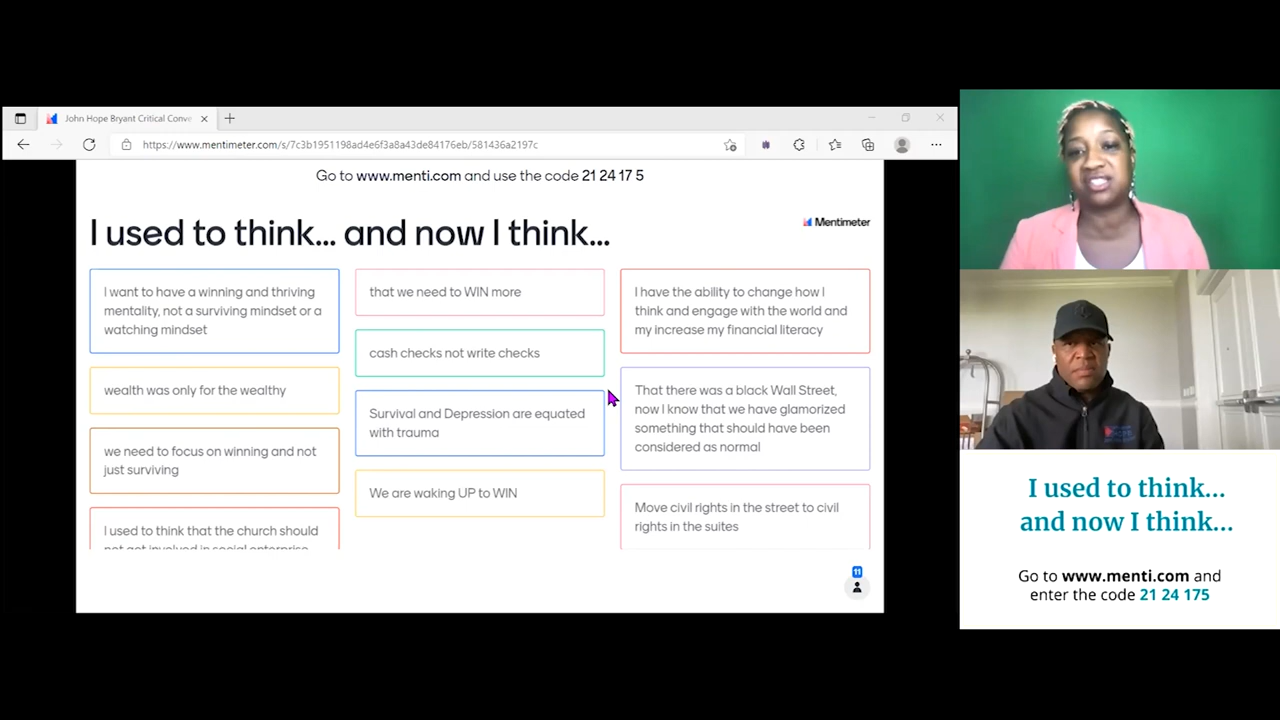 John Hope Bryant Critical Conve
https://www.mentimeter.com/s/7c3b1951198ad4e6f3a8a43de84176eb/581436a2197c
Go to www.menti.com and use the code 21 24 17 5
I used to think... and now I think...
Mentimeter
I want to have a winning and thriving
mentality, not a surviving mindset or a
watching mindset
wealth was only for the wealthy
we need to focus on winning and not
just surviving
I used to think that the church should
not get involved in social enterprise
that we need to WIN more
cash checks not write checks
Survival and Depression are equated
with trauma
We are waking UP to WIN
I have the ability to change how I
think and engage with the world and
my increase my financial literacy
That there was a black Wall Street,
now I know that we have glamorized
something that should have been
considered as normal
Move civil rights in the street to civil
rights in the suites
11
I used to think...
and now I think...
Go to www.menti.com and
enter the code 21 24 175